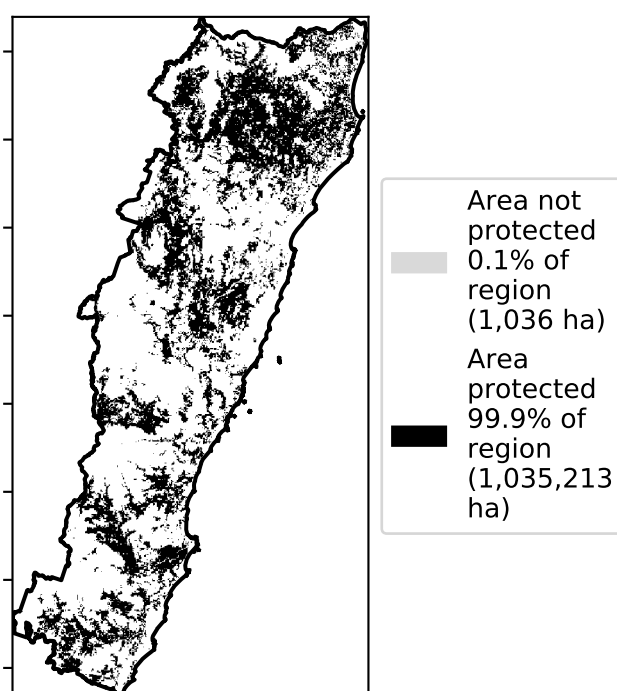 Area not
protected
0.1% of
region
(1,036 ha)
Area
protected
99.9% of
region
(1,035,213
ha)